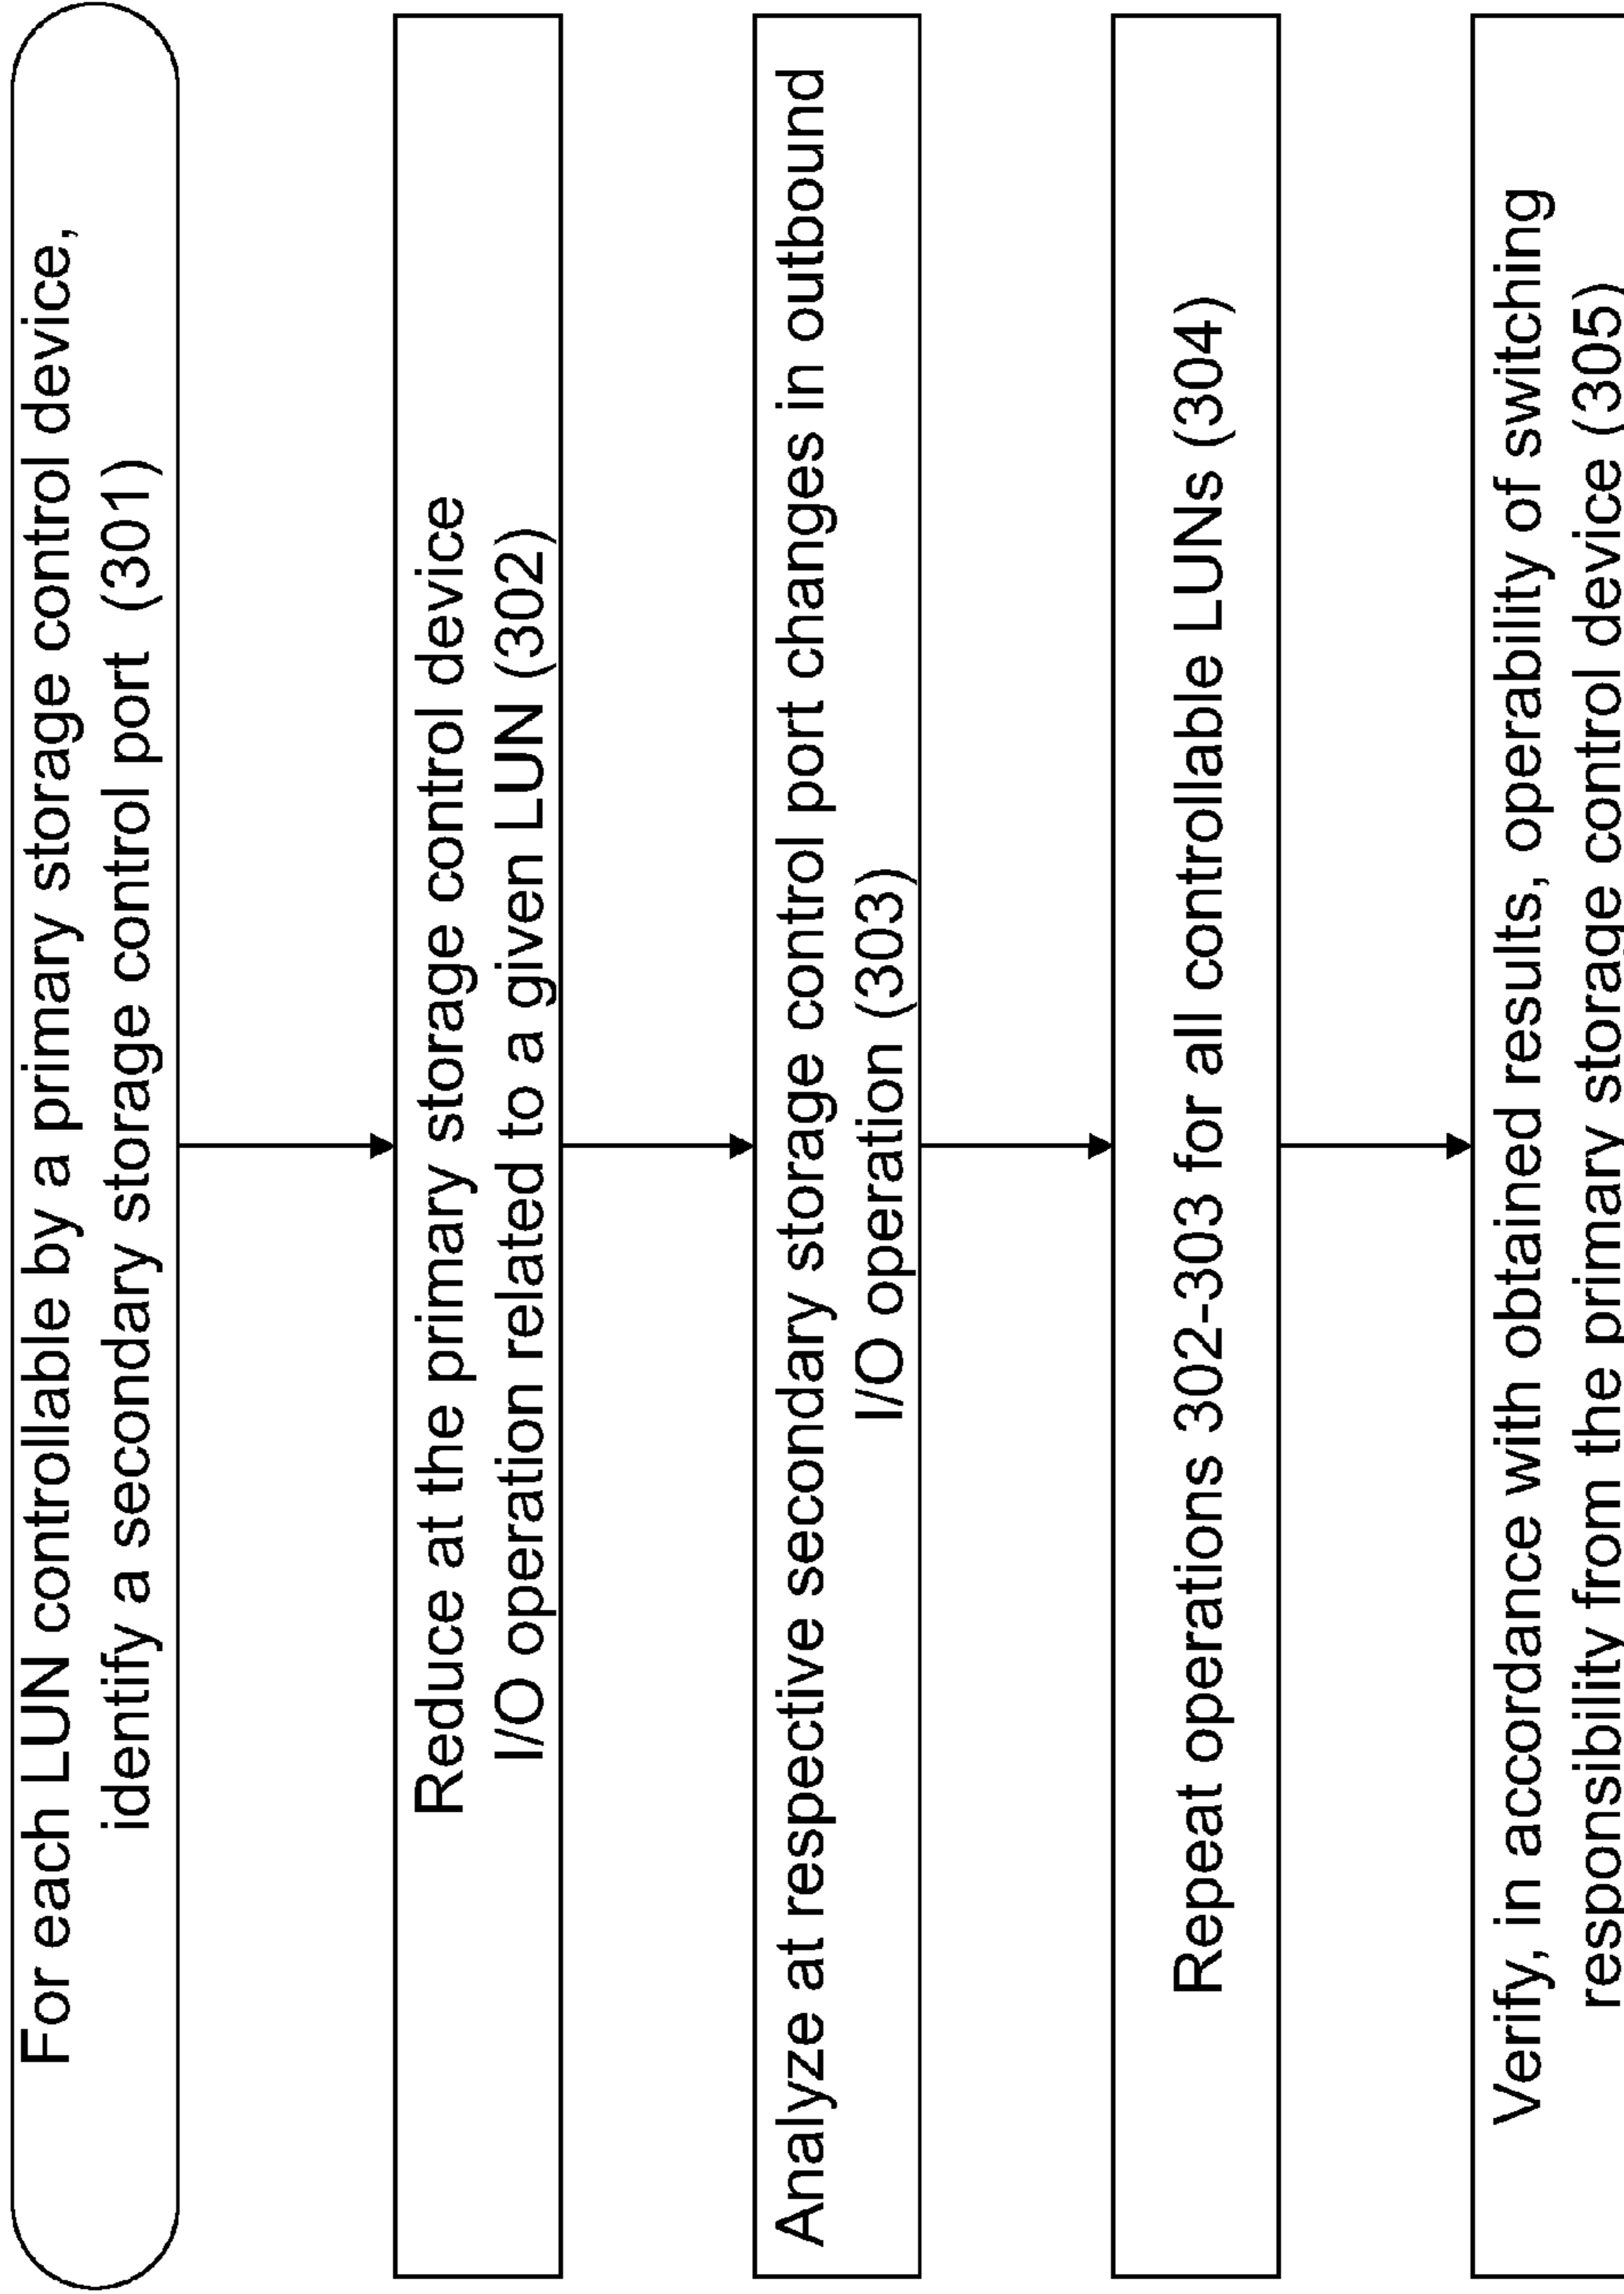 For each LUN controllable by a primary storage control device,
identify a secondary storage control port (301)
Reduce at the primary storage control device
I/O operation related to a given LUN (302)
Analyze at respective secondary storage control port changes in outbound
I/O operation (303)
Repeat operations 302-303 for all controllable LUNs (304)
Verify, in accordance with obtained results, operability of switching
responsibility from the primary storage control device (305)